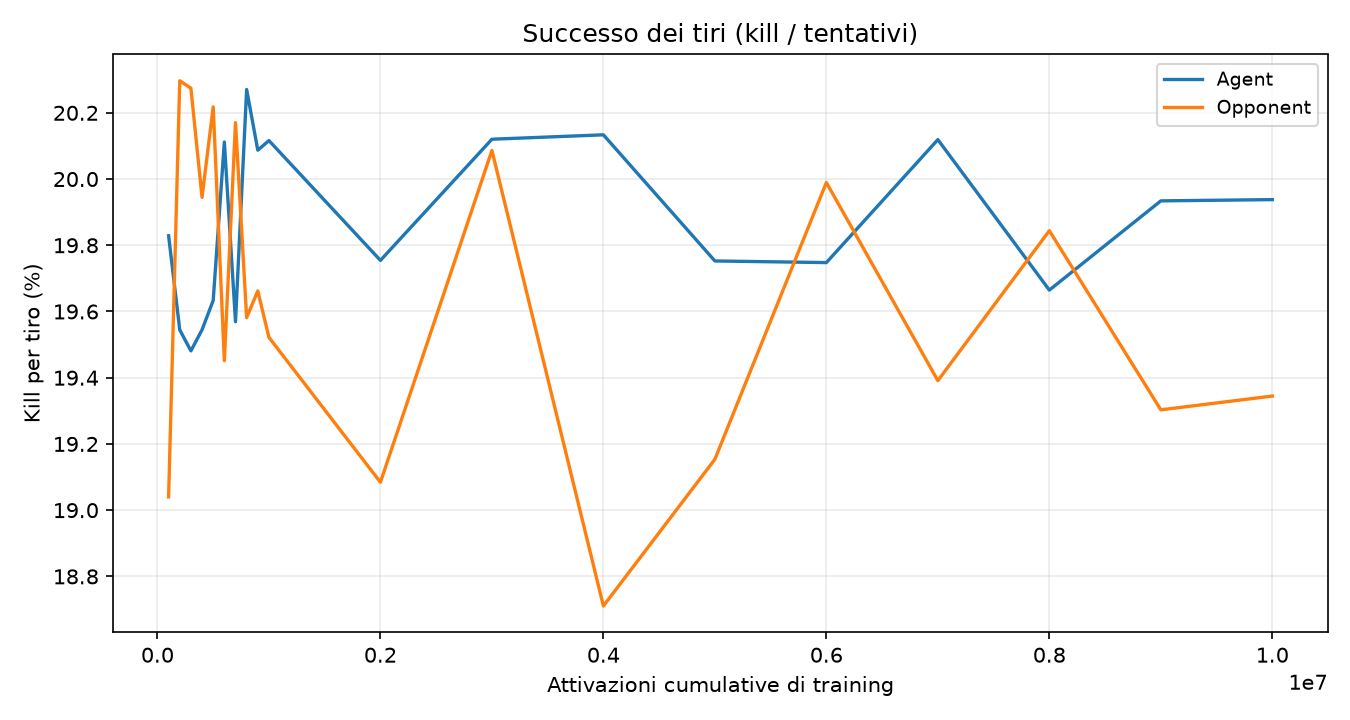 Successo dei tiri (kill / tentativi)
Agent
Opponent
Kill per tiro (%)
20.2
20.0
19.8
19.6
19.4
19.2
19.0
18.8
0.0
0.2
0.4
0.6
0.8
1.0
1e7
Attivazioni cumulative di training